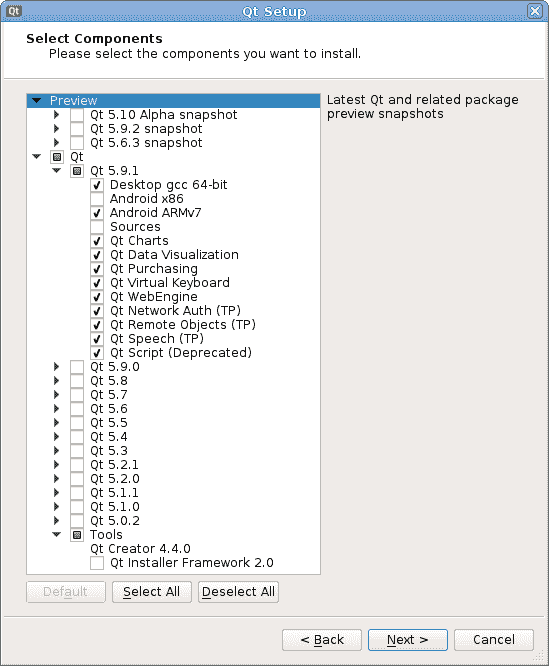 Qt
Qt Setup
Select Components
Please select the components you want to install.
Preview
Latest Qt and related package
preview snapshots
Qt 5.10 Alpha snapshot
Qt 5.9.2 snapshot
Qt 5.6.3 snapshot
Qt
Qt 5.9.1
Desktop gcc 64-bit
Android x86
Android ARMv7
Sources
Qt Charts
Qt Data Visualization
Qt Purchasing
Qt Virtual Keyboard
Qt WebEngine
Qt Network Auth (TP)
Qt Remote Objects (TP)
Qt Speech (TP)
Qt Script (Deprecated)
Qt 5.9.0
Qt 5.8
Qt 5.7
Qt 5.6
Qt 5.5
Qt 5.4
Qt 5.3
Qt 5.2.1
Qt 5.2.0
Qt 5.1.1
Qt 5.1.0
Qt 5.0.2
Tools
Qt Creator 4.4.0
Qt Installer Framework 2.0
Default
Select All
Deselect All
< Back
Next >
Cancel